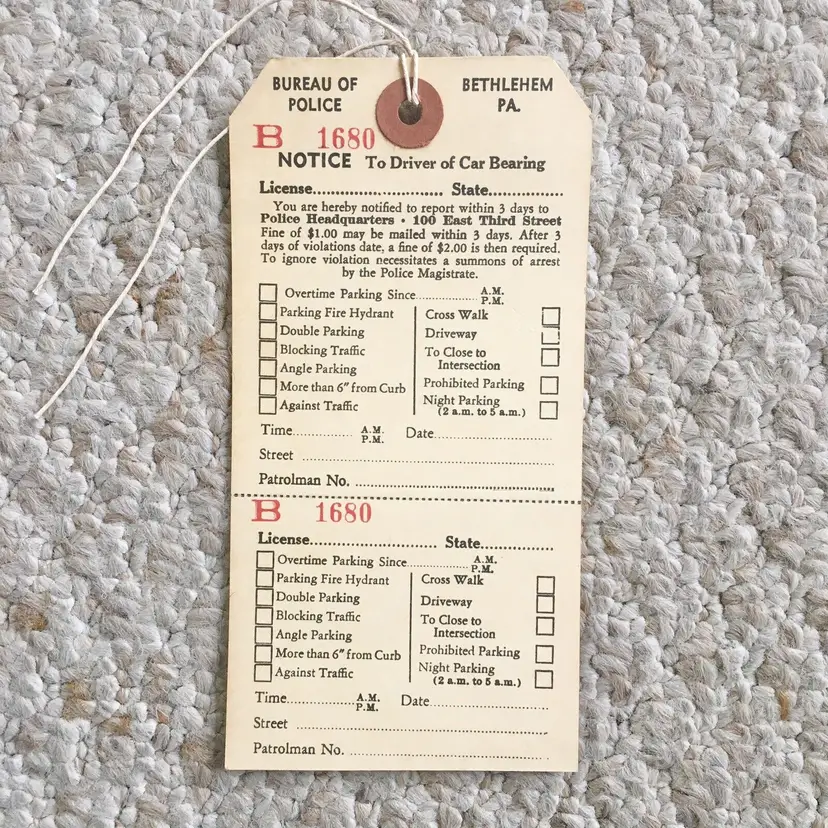 BUREAU OF POLICE BETHLEHEM PA.
B 1680
NOTICE To Driver of Car Bearing
License........................... State.....................
You are hereby notified to report within 3 days to
Police Headquarters • 100 East Third Street
Fine of $1.00 may be mailed within 3 days. After 3
days of violations date, a fine of $2.00 is then required.
To ignore violation necessitates a summons of arrest
by the Police Magistrate.
Overtime Parking Since................ A.M. P.M.
Parking Fire Hydrant
Double Parking
Blocking Traffic
Angle Parking
More than 6" from Curb
Against Traffic
Cross Walk
Driveway
To Close to
Intersection
Prohibited Parking
Night Parking
(2 a.m. to 5 a.m.)
Time................ A.M. P.M. Date..............................
Street ................................................................
Patrolman No. ..................................................
B 1680
License........................... State.....................
Overtime Parking Since................ A.M. P.M.
Parking Fire Hydrant
Double Parking
Blocking Traffic
Angle Parking
More than 6" from Curb
Against Traffic
Cross Walk
Driveway
To Close to
Intersection
Prohibited Parking
Night Parking
(2 a.m. to 5 a.m.)
Time................ A.M. P.M. Date..............................
Street ................................................................
Patrolman No. ..................................................